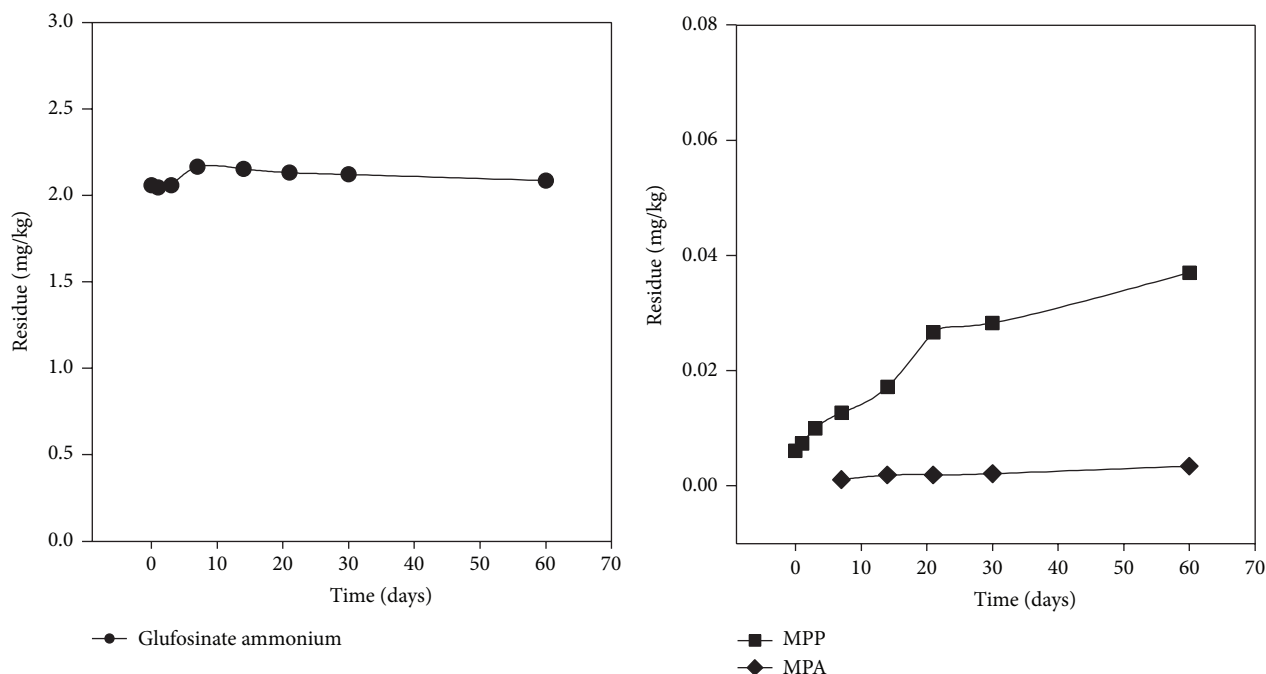 3.0
2.5
2.0
1.5
1.0
0.5
0.0
Residue (mg/kg)
0 10 20 30 40 50 60 70
Time (days)
Glufosinate ammonium
0.08
0.06
0.04
0.02
0.00
Residue (mg/kg)
0 10 20 30 40 50 60 70
Time (days)
MPP
MPA